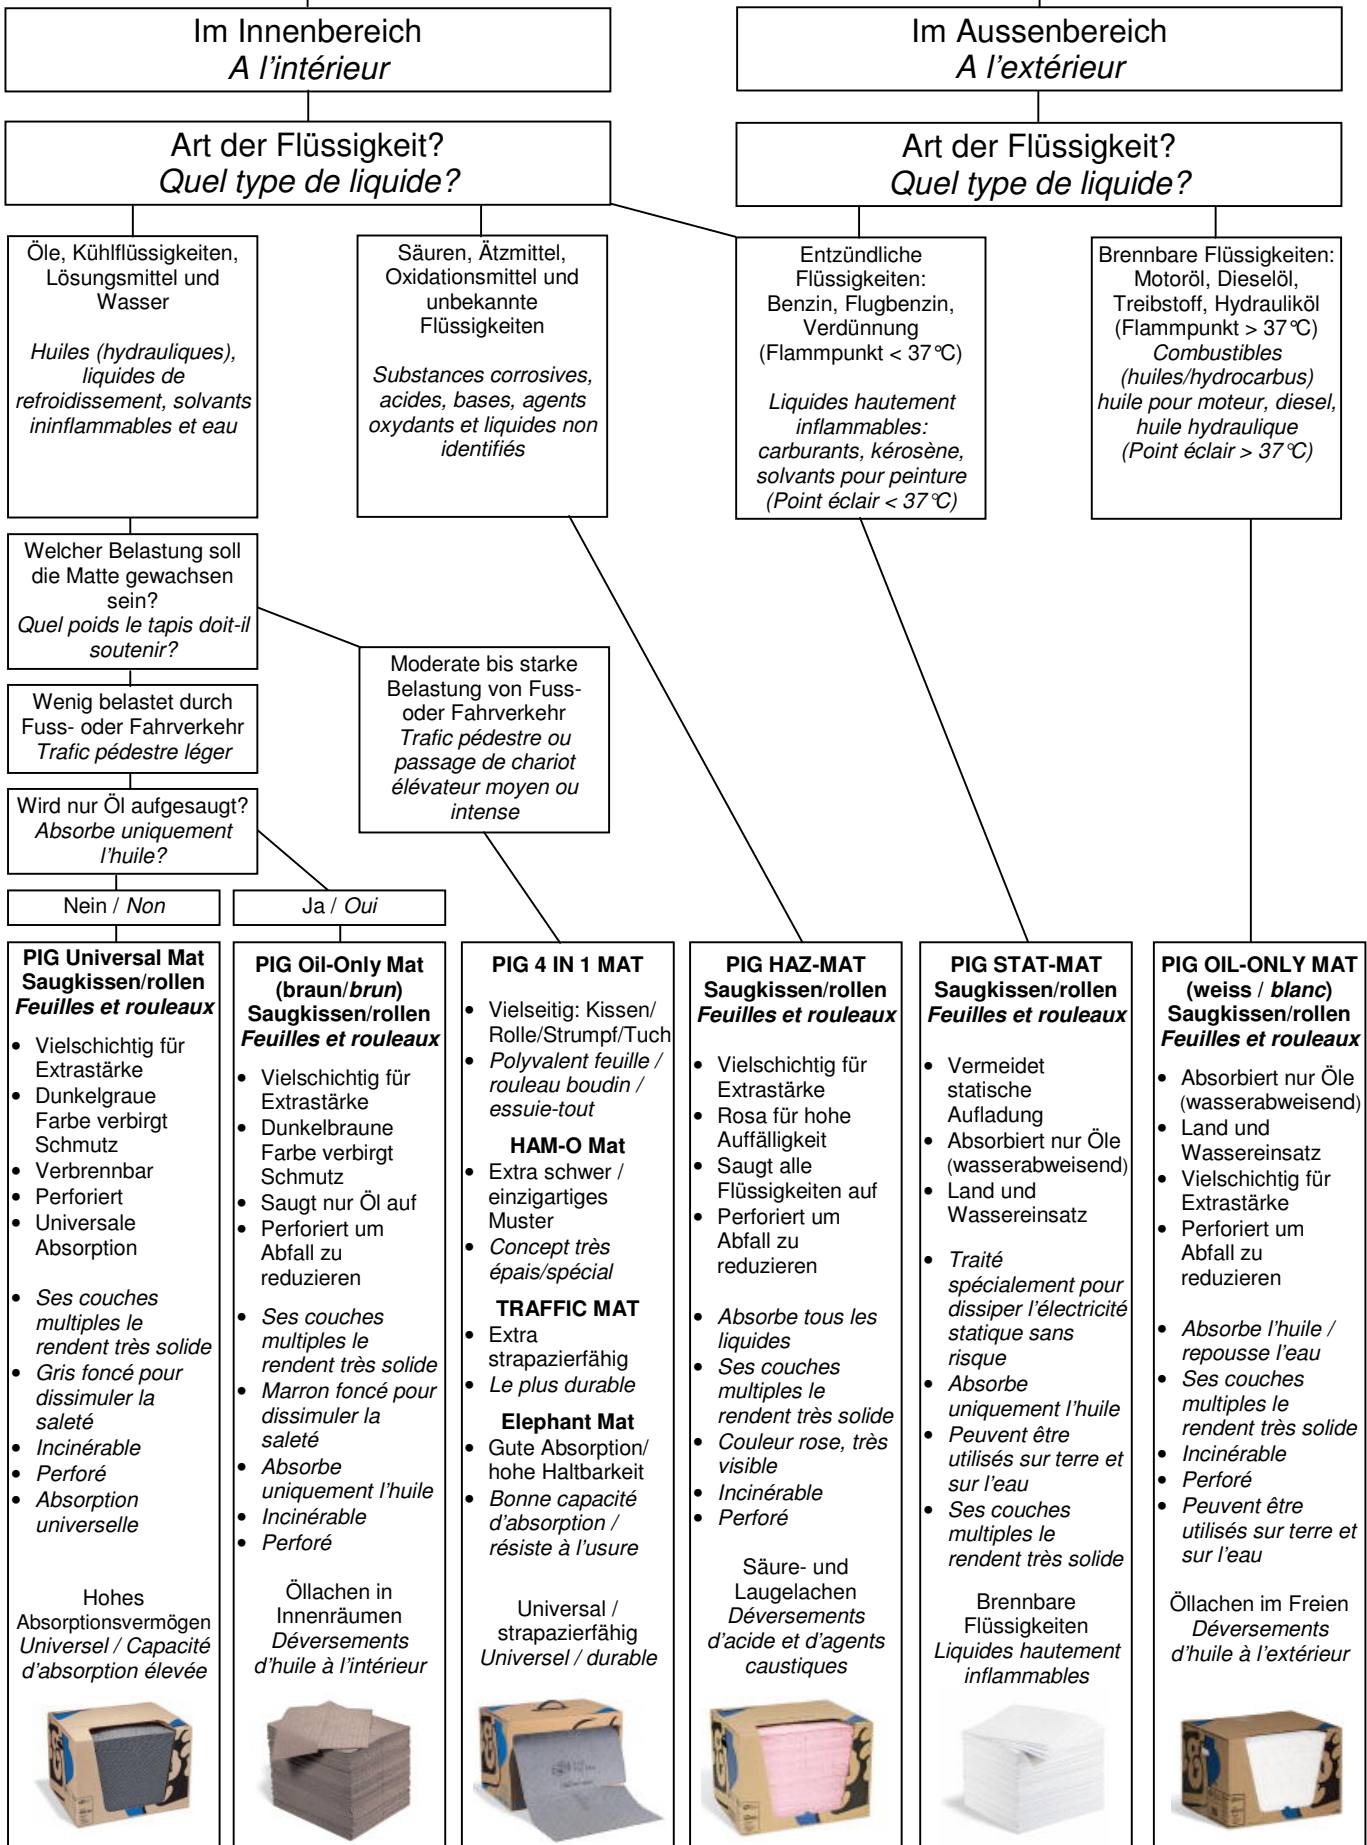 Im Innenbereich
A l'intérieur
Im Aussenbereich
A l'extérieur
Art der Flüssigkeit?
Quel type de liquide?
Art der Flüssigkeit?
Quel type de liquide?
Öle, Kühlflüssigkeiten,
Lösungsmittel und
Wasser
Huiles (hydrauliques),
liquides de
refroidissement, solvants
ininflammables et eau
Säuren, Ätzmittel,
Oxidationsmittel und
unbekannte
Flüssigkeiten
Substances corrosives,
acides, bases, agents
oxydants et liquides non
identifiés
Entzündliche
Flüssigkeiten:
Benzin, Flugbenzin,
Verdünnung
(Flammpunkt < 37°C)
Liquides hautement
inflammables:
carburants, kérosène,
solvants pour peinture
(Point éclair < 37°C)
Brennbare Flüssigkeiten:
Motoröl, Dieselöl,
Treibstoff, Hydrauliköl
(Flammpunkt > 37°C)
Combustibles
(huiles/hydrocarbus)
huile pour moteur, diesel,
huile hydraulique
(Point éclair > 37°C)
Welcher Belastung soll
die Matte gewachsen
sein?
Quel poids le tapis doit-il
soutenir?
Moderate bis starke
Belastung von Fuss-
oder Fahrverkehr
Trafic pédestre ou
passage de chariot
élévateur moyen ou
intense
Wenig belastet durch
Fuss- oder Fahrverkehr
Trafic pédestre léger
Wird nur Öl aufgesaugt?
Absorbe uniquement
l'huile?
Nein / Non
Ja / Oui
PIG Universal Mat
Saugkissen/rollen
Feuilles et rouleaux
• Vielschichtig für
Extrastärke
• Dunkelgraue
Farbe verbirgt
Schmutz
• Verbrennbar
• Perforiert
• Universale
Absorption
• Ses couches
multiples le
rendent très solide
• Gris foncé pour
dissimuler la
saleté
• Incinérable
• Perforé
• Absorption
universelle
Hohes
Absorptionsvermögen
Universel / Capacité
d'absorption élevée
PIG Oil-Only Mat
(braun/brun)
Saugkissen/rollen
Feuilles et rouleaux
• Vielschichtig für
Extrastärke
• Dunkelbraune
Farbe verbirgt
Schmutz
• Saugt nur Öl auf
• Perforiert um
Abfall zu
reduzieren
• Ses couches
multiples le
rendent très solide
• Marron foncé pour
dissimuler la
saleté
• Absorbe
uniquement l'huile
• Incinérable
• Perforé
Öllachen in
Innenräumen
Déversements
d'huile à l'intérieur
PIG 4 IN 1 MAT
• Vielseitig: Kissen/
Rolle/Strumpf/Tuch
• Polyvalent feuille /
rouleau boudin /
essuie-tout
HAM-O Mat
• Extra schwer /
einzigartiges
Muster
• Concept très
épais/spécial
TRAFFIC MAT
• Extra
strapazierfähig
• Le plus durable
Elephant Mat
• Gute Absorption/
hohe Haltbarkeit
• Bonne capacité
d'absorption /
résiste à l'usure
Universal /
strapazierfähig
Universel / durable
PIG HAZ-MAT
Saugkissen/rollen
Feuilles et rouleaux
• Vielschichtig für
Extrastärke
• Rosa für hohe
Auffälligkeit
• Saugt alle
Flüssigkeiten auf
• Perforiert um
Abfall zu
reduzieren
• Absorbe tous les
liquides
• Ses couches
multiples le
rendent très solide
• Couleur rose, très
visible
• Incinérable
• Perforé
Säure- und
Laugelachen
Déversements
d'acide et d'agents
caustiques
PIG STAT-MAT
Saugkissen/rollen
Feuilles et rouleaux
• Vermeidet
statische
Aufladung
• Absorbiert nur Öle
(wasserabweisend)
• Land und
Wassereinsatz
• Traité
spécialement pour
dissiper l'électricité
statique sans
risque
• Absorbe
uniquement l'huile
• Peuvent être
utilisés sur terre et
sur l'eau
• Ses couches
multiples le
rendent très solide
Brennbare
Flüssigkeiten
Liquides hautement
inflammables
PIG OIL-ONLY MAT
(weiss / blanc)
Saugkissen/rollen
Feuilles et rouleaux
• Absorbiert nur Öle
(wasserabweisend)
• Land und
Wassereinsatz
• Vielschichtig für
Extrastärke
• Perforiert um
Abfall zu
reduzieren
• Absorbe l'huile /
repousse l'eau
• Ses couches
multiples le
rendent très solide
• Incinérable
• Perforé
• Peuvent être
utilisés sur terre et
sur l'eau
Öllachen im Freien
Déversements
d'huile à l'extérieur